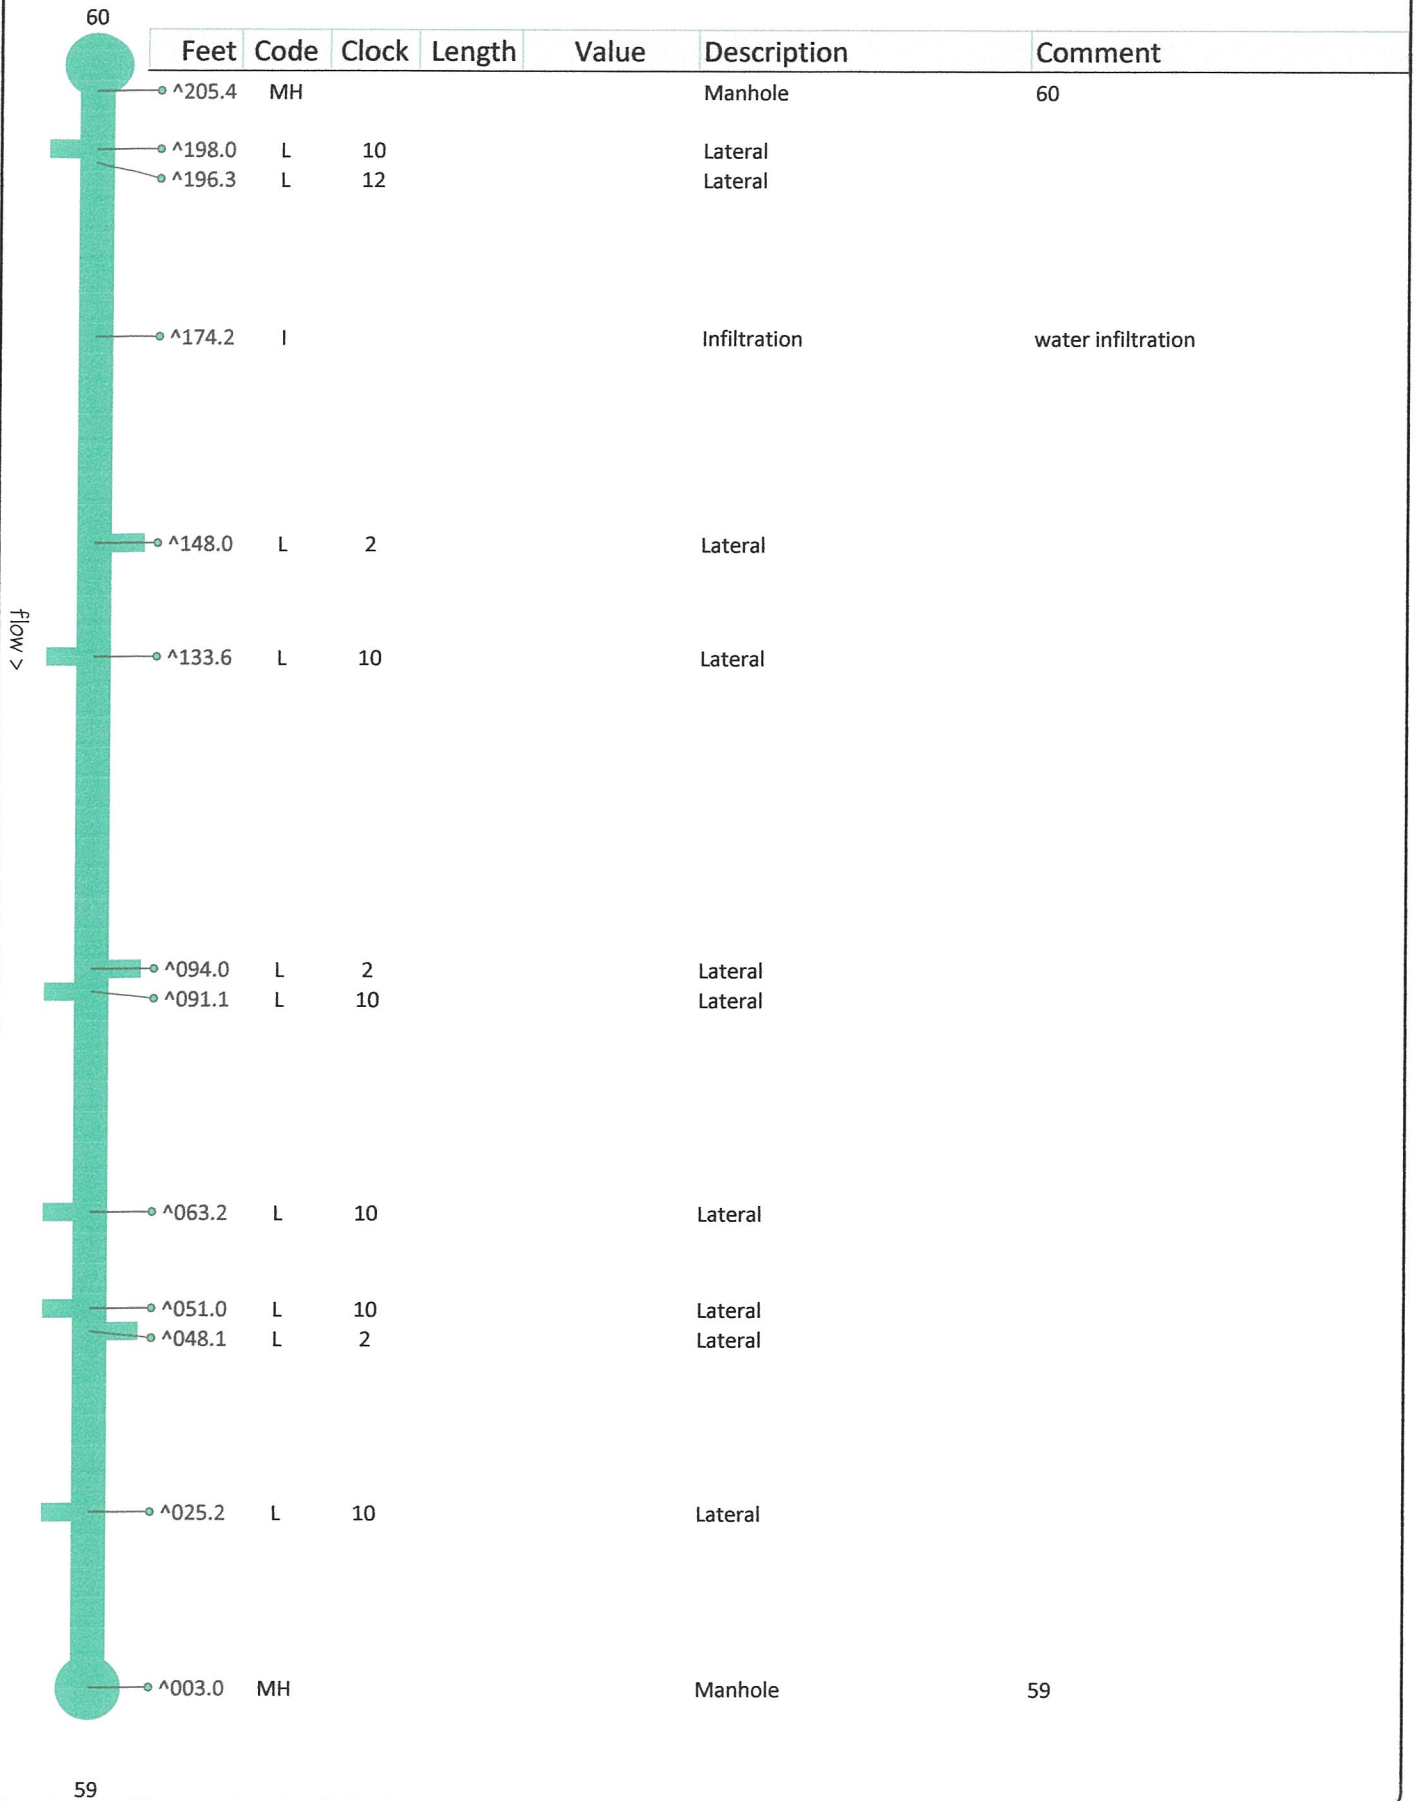 60
Feet Code Clock Length Value Description Comment
^205.4 MH Manhole 60
^198.0 L 10 Lateral
^196.3 L 12 Lateral
^174.2 I Infiltration water infiltration
^148.0 L 2 Lateral
flow >
^133.6 L 10 Lateral
^094.0 L 2 Lateral
^091.1 L 10 Lateral
^063.2 L 10 Lateral
^051.0 L 10 Lateral
^048.1 L 2 Lateral
^025.2 L 10 Lateral
^003.0 MH Manhole 59
59